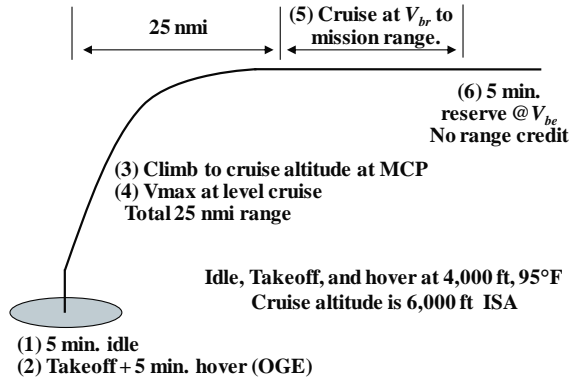 25 nmi
(5) Cruise at Vbr to
mission range.
(6) 5 min.
reserve @Vbe
No range credit
(3) Climb to cruise altitude at MCP
(4) Vmax at level cruise
Total 25 nmi range
Idle, Takeoff, and hover at 4,000 ft, 95°F
Cruise altitude is 6,000 ft ISA
(1) 5 min. idle
(2) Takeoff + 5 min. hover (OGE)